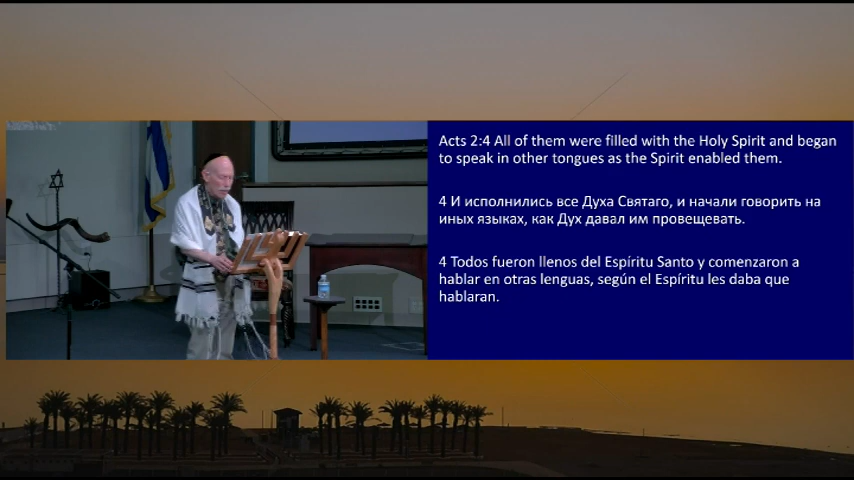 Acts 2:4 All of them were filled with the Holy Spirit and began
to speak in other tongues as the Spirit enabled them.
4 И исполнились все Духа Святаго, и начали говорить на
иных языках, как Дух давал им провещевать.
4 Todos fueron llenos del Espíritu Santo y comenzaron a
hablar en otras lenguas, según el Espíritu les daba que
hablaran.